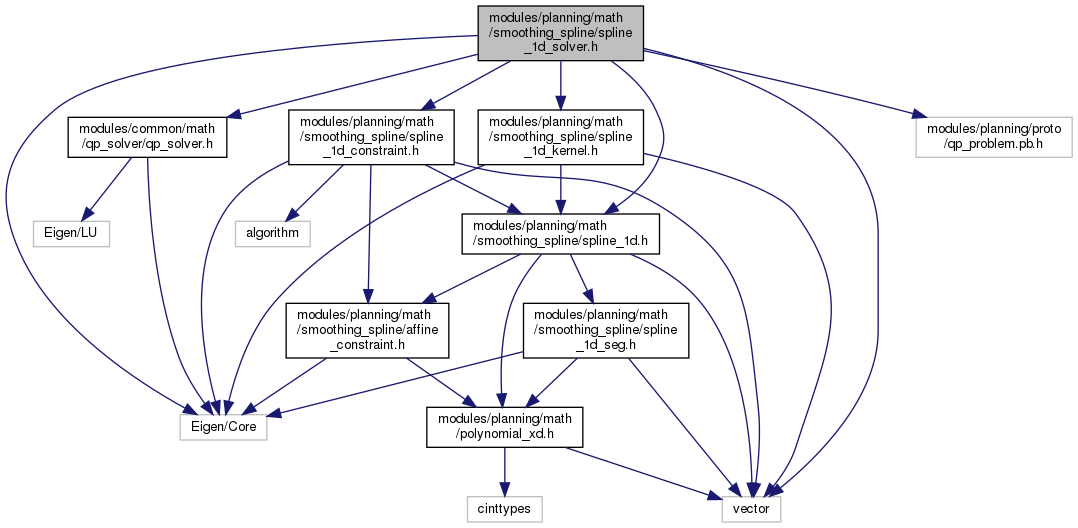 modules/planning/math
/smoothing_spline/spline
_1d_solver.h
modules/common/math
/qp_solver/qp_solver.h
modules/planning/math
/smoothing_spline/spline
_1d_constraint.h
modules/planning/math
/smoothing_spline/spline
_1d_kernel.h
modules/planning/proto
/qp_problem.pb.h
Eigen/LU
algorithm
modules/planning/math
/smoothing_spline/spline_1d.h
modules/planning/math
/smoothing_spline/affine
_constraint.h
modules/planning/math
/smoothing_spline/spline
_1d_seg.h
Eigen/Core
modules/planning/math
/polynomial_xd.h
cinttypes
vector